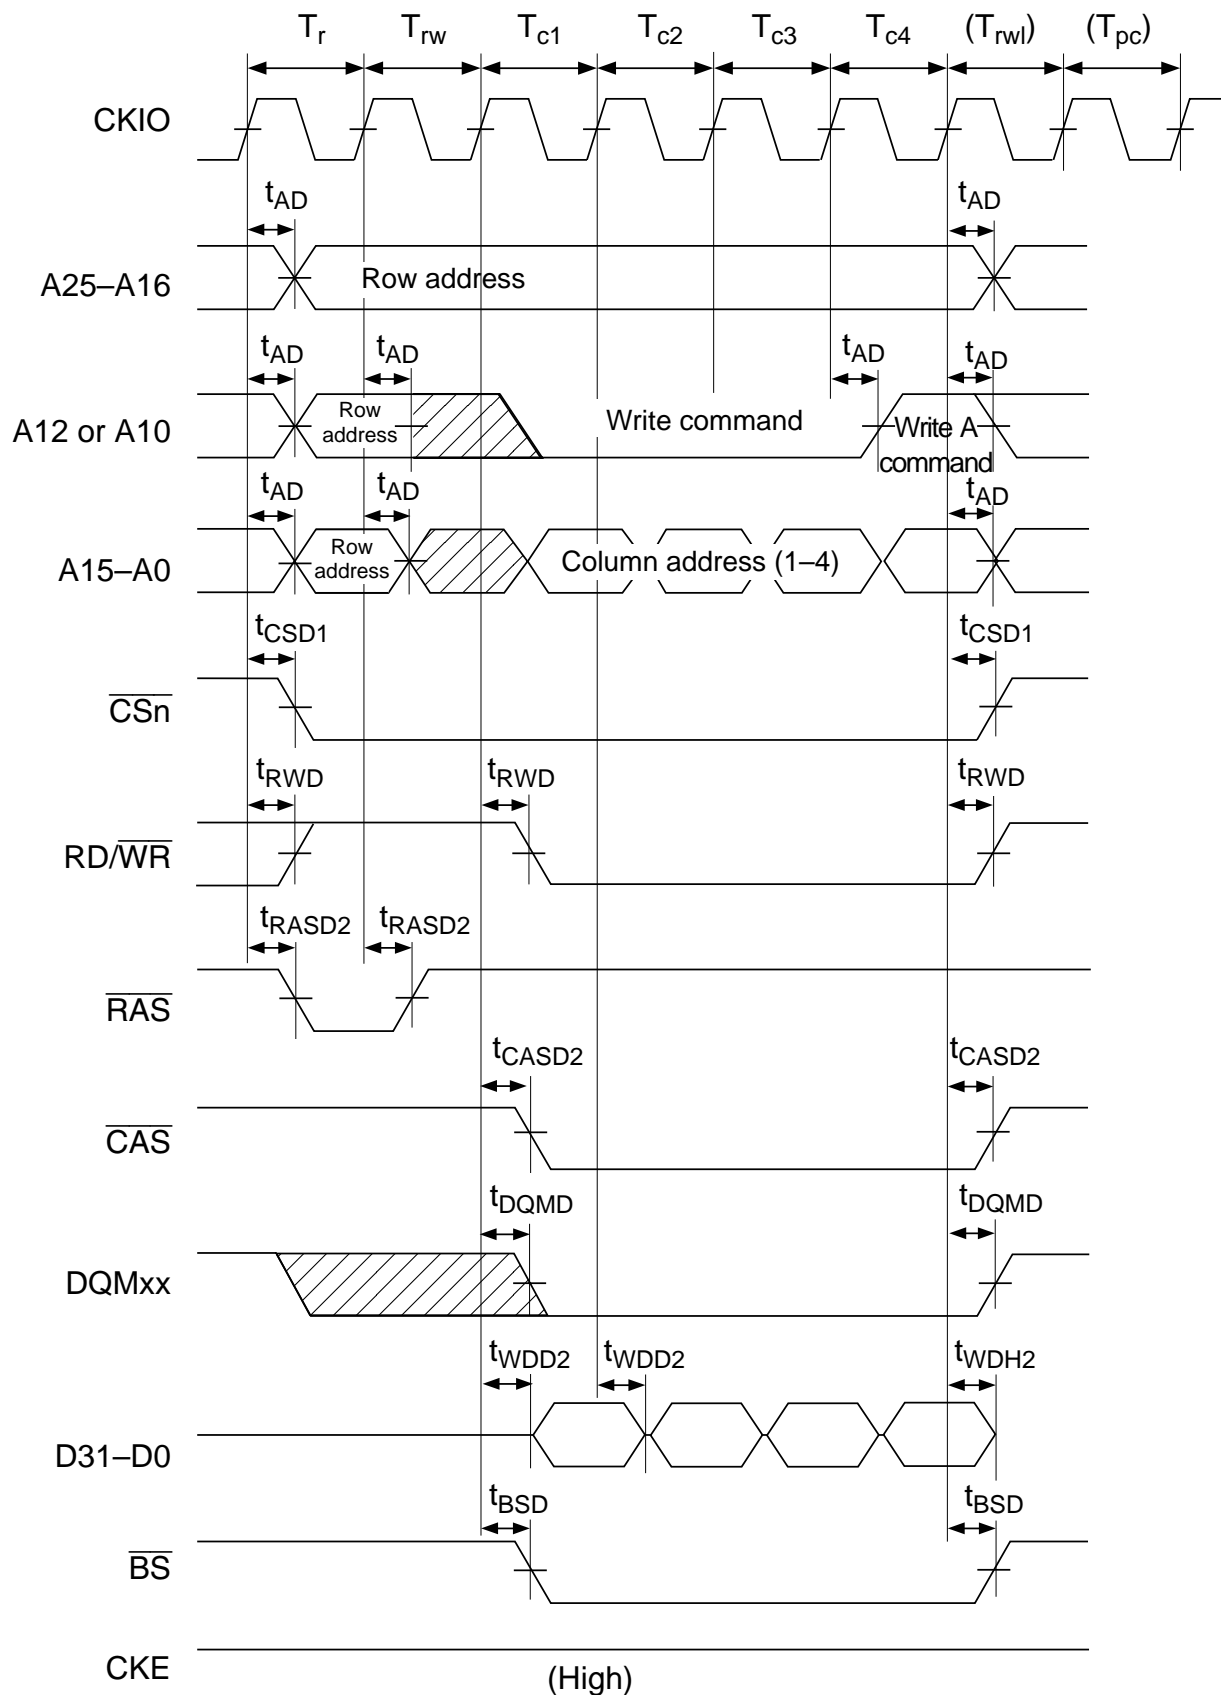 Tr Trw Tc1 Tc2 Tc3 Tc4 (Trwl) (Tpc)
CKIO
tAD tAD
A25–A16 Row address
tAD tAD tAD tAD
A12 or A10 Row address Write command Write A command
tAD tAD tAD
A15–A0 Row address Column address (1–4)
tCSD1 tCSD1
CSn
tRWD tRWD tRWD
RD/WR
tRASD2 tRASD2
RAS
tCASD2 tCASD2
CAS
tDQMD tDQMD
DQMxx
tWDD2 tWDD2 tWDH2
D31–D0
tBSD tBSD
BS
CKE (High)